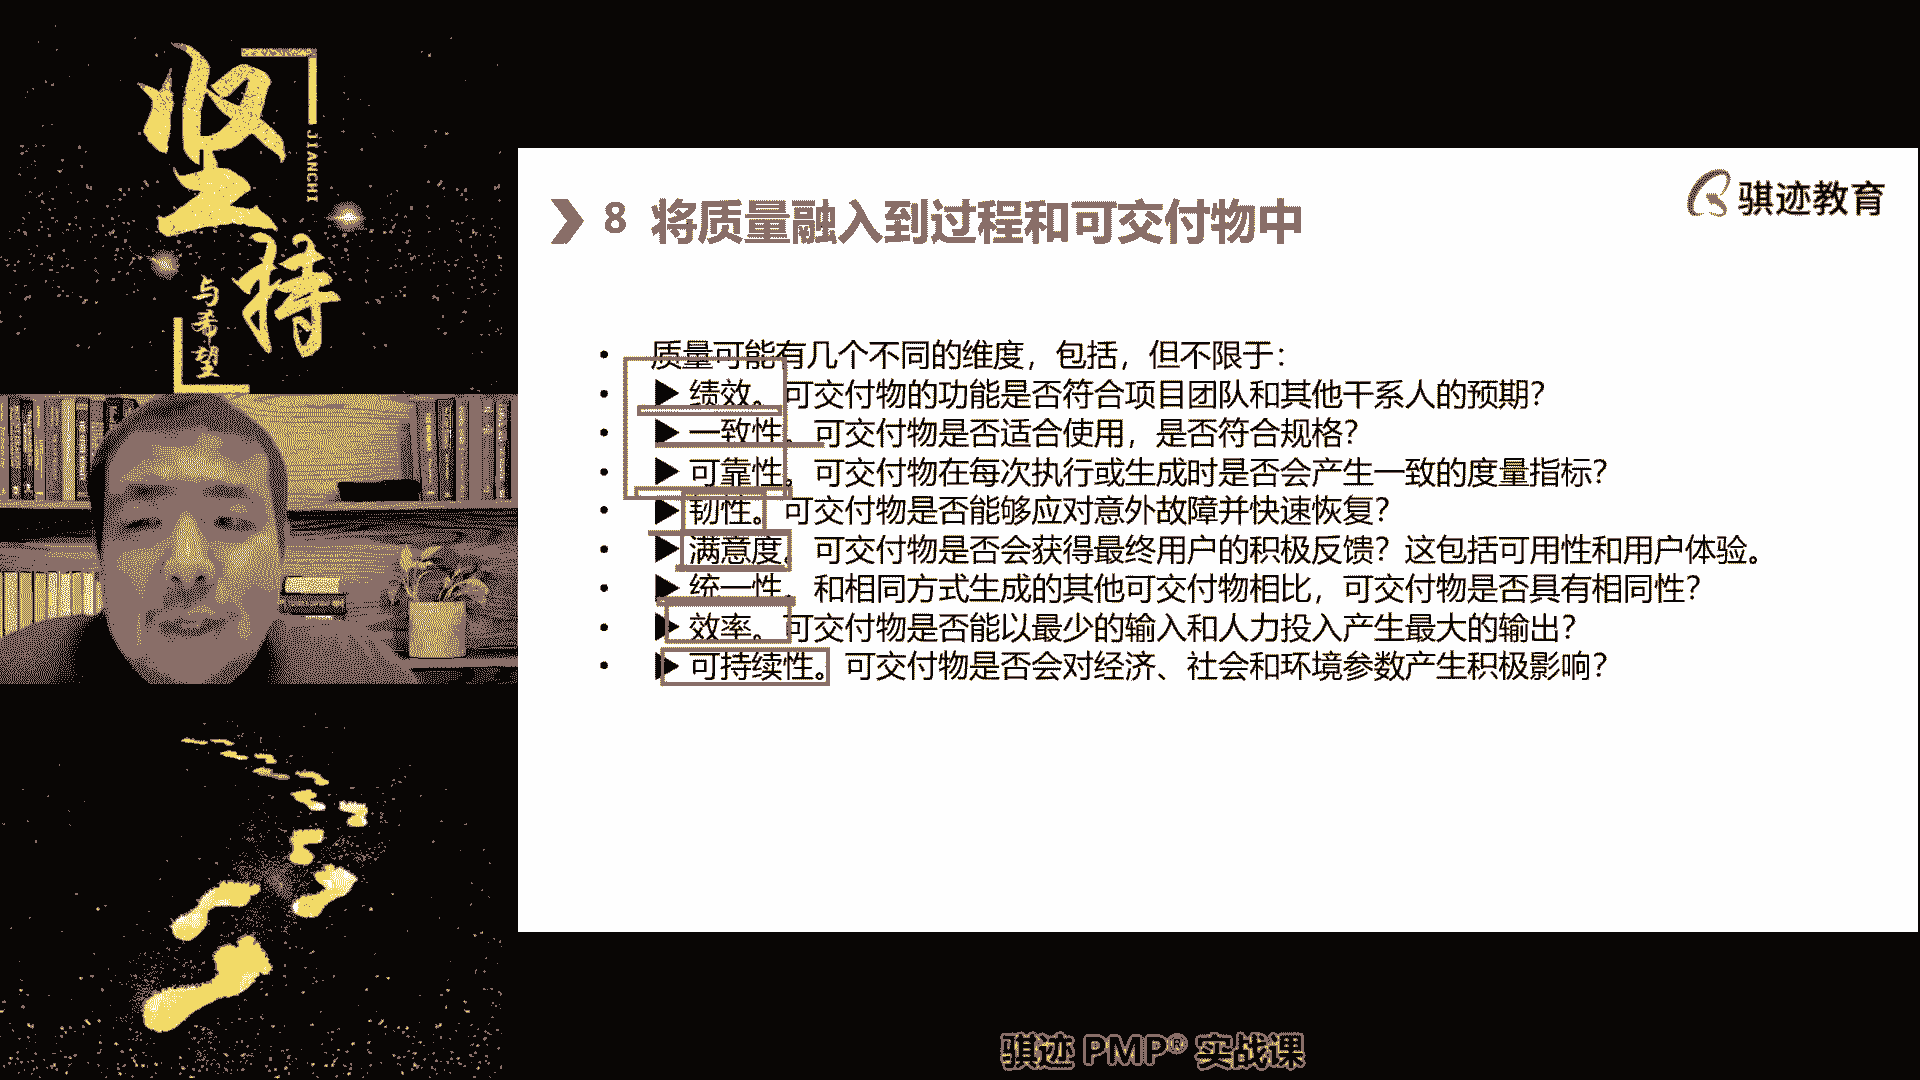 坚持
JIANCHI
与希望
骐迹教育
8 将质量融入到过程和可交付物中
• 质量可能有几个不同的维度，包括，但不限于：
• ▶ 绩效。可交付物的功能是否符合项目团队和其他干系人的预期？
• ▶ 一致性。可交付物是否适合使用，是否符合规格？
• ▶ 可靠性。可交付物在每次执行或生成时是否会产生一致的度量指标？
• ▶ 韧性。可交付物是否能够应对意外故障并快速恢复？
• ▶ 满意度。可交付物是否会获得最终用户的积极反馈？这包括可用性和用户体验。
• ▶ 统一性。和相同方式生成的其他可交付物相比，可交付物是否具有相同性？
• ▶ 效率。可交付物是否能以最少的输入和人力投入产生最大的输出？
• ▶ 可持续性。可交付物是否会对经济、社会和环境参数产生积极影响？
骐迹 PMP® 实战课